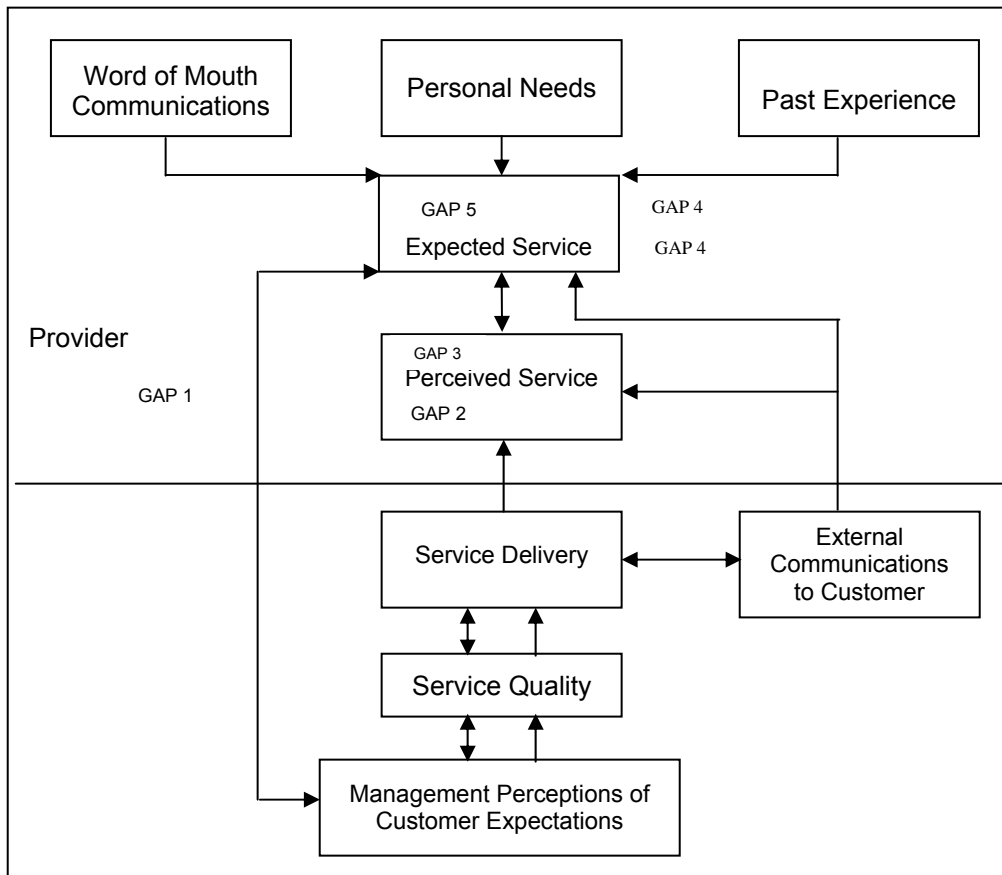 Word of Mouth
Communications
Personal Needs
Past Experience
GAP 5
GAP 4
Expected Service
GAP 4
Provider
GAP 3
Perceived Service
GAP 1
GAP 2
Service Delivery
External
Communications
to Customer
Service Quality
Management Perceptions of
Customer Expectations